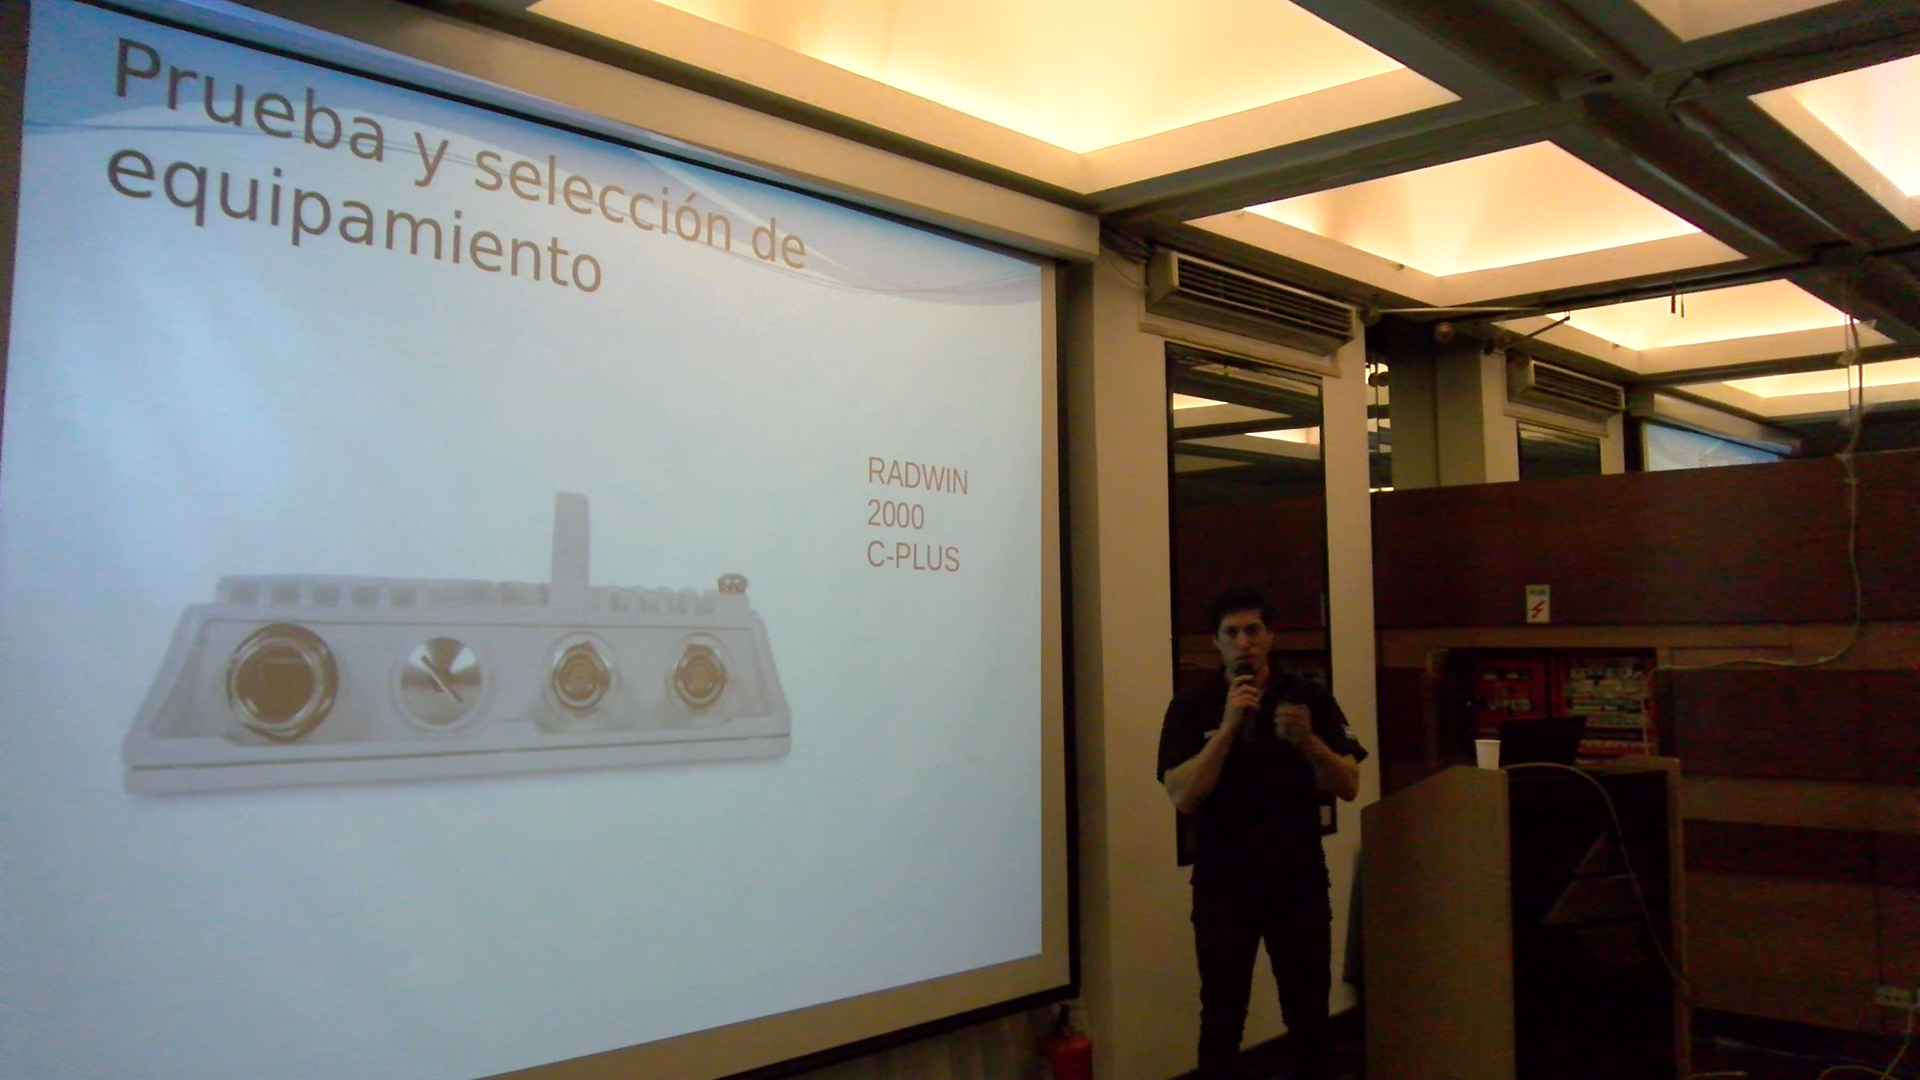 Prueba y selección de
equipamiento
RADWIN
2000
C-PLUS